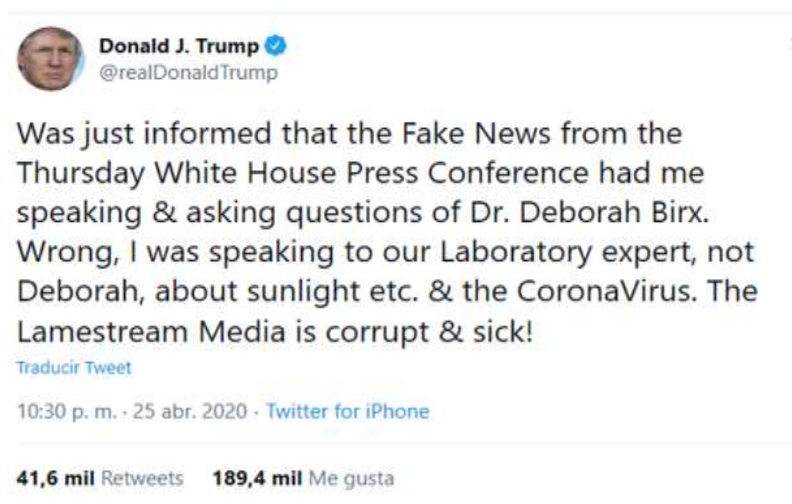 Donald J. Trump
@realDonaldTrump
Was just informed that the Fake News from the
Thursday White House Press Conference had me
speaking & asking questions of Dr. Deborah Birx.
Wrong, I was speaking to our Laboratory expert, not
Deborah, about sunlight etc. & the CoronaVirus. The
Lamestream Media is corrupt & sick!
Traducir Tweet
10:30 p. m. · 25 abr. 2020 · Twitter for iPhone
41,6 mil Retweets 189,4 mil Me gusta